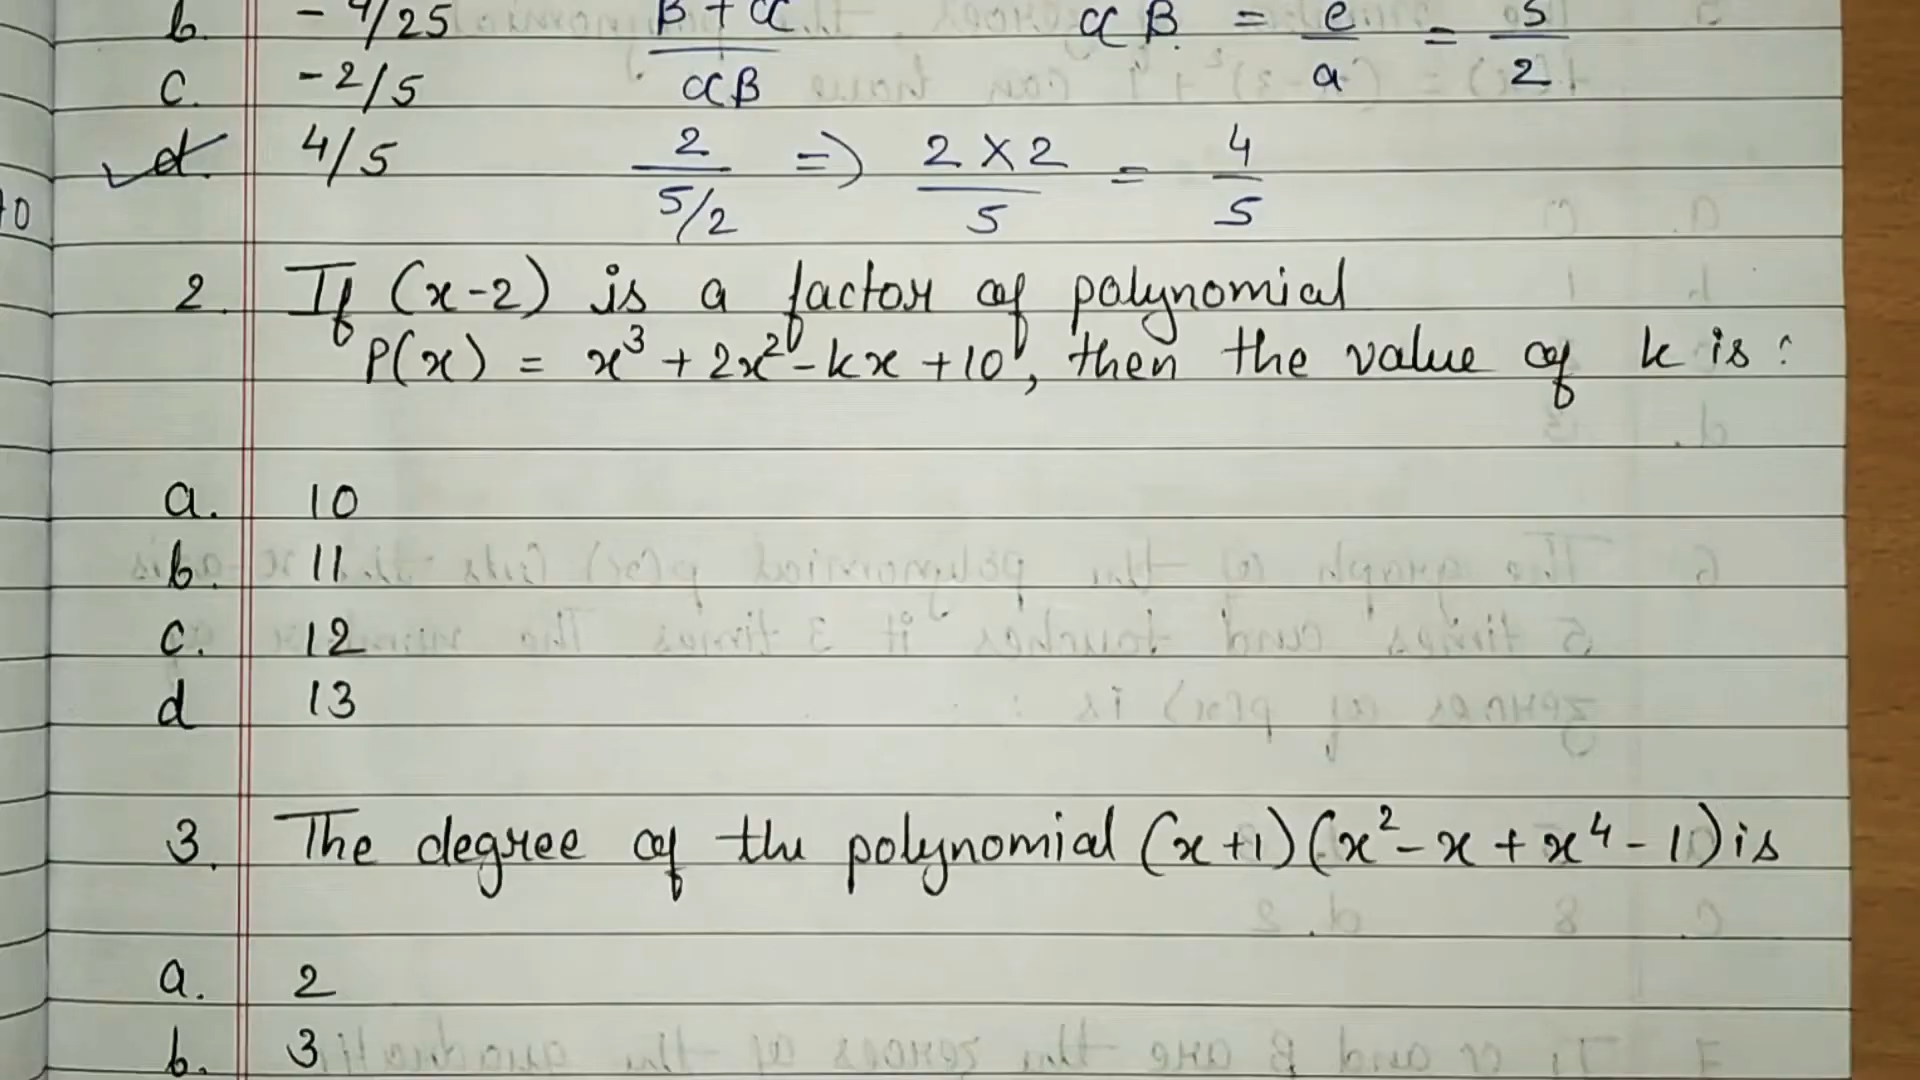 b. -4/25 β + α αβ = c/a = 5/2
c. -2/5 αβ
d. 4/5 2/5/2 => 2 × 2/5 = 4/5
2. If (x-2) is a factor of polynomial
P(x) = x³ + 2x² - kx + 10, then the value of k is:
a. 10
b. 11
c. 12
d 13
3. The degree of the polynomial (x+1)(x² - x + x⁴ - 1) is
a. 2
b. 3